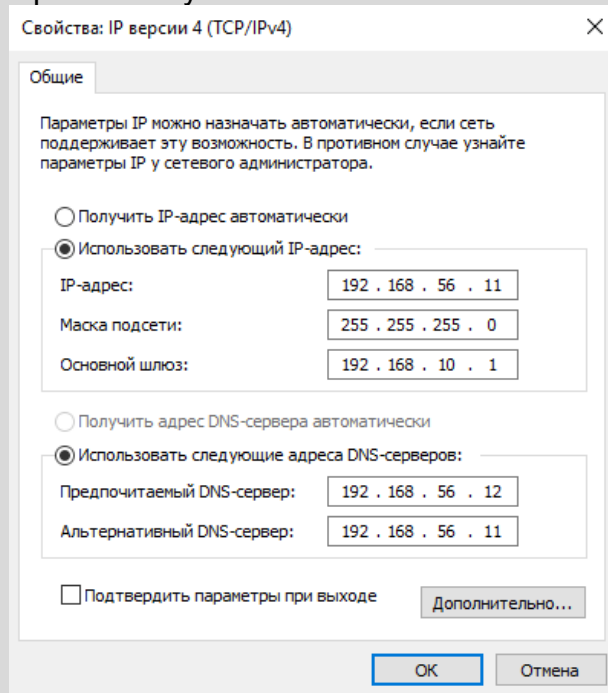 Свойства: IP версии 4 (TCP/IPv4)
Общие
Параметры IP можно назначать автоматически, если сеть
поддерживает эту возможность. В противном случае узнайте
параметры IP у сетевого администратора.
Получить IP-адрес автоматически
Использовать следующий IP-адрес:
IP-адрес: 192 . 168 . 56 . 11
Маска подсети: 255 . 255 . 255 . 0
Основной шлюз: 192 . 168 . 10 . 1
Получить адрес DNS-сервера автоматически
Использовать следующие адреса DNS-серверов:
Предпочитаемый DNS-сервер: 192 . 168 . 56 . 12
Альтернативный DNS-сервер: 192 . 168 . 56 . 11
Подтвердить параметры при выходе
Дополнительно...
ОК Отмена